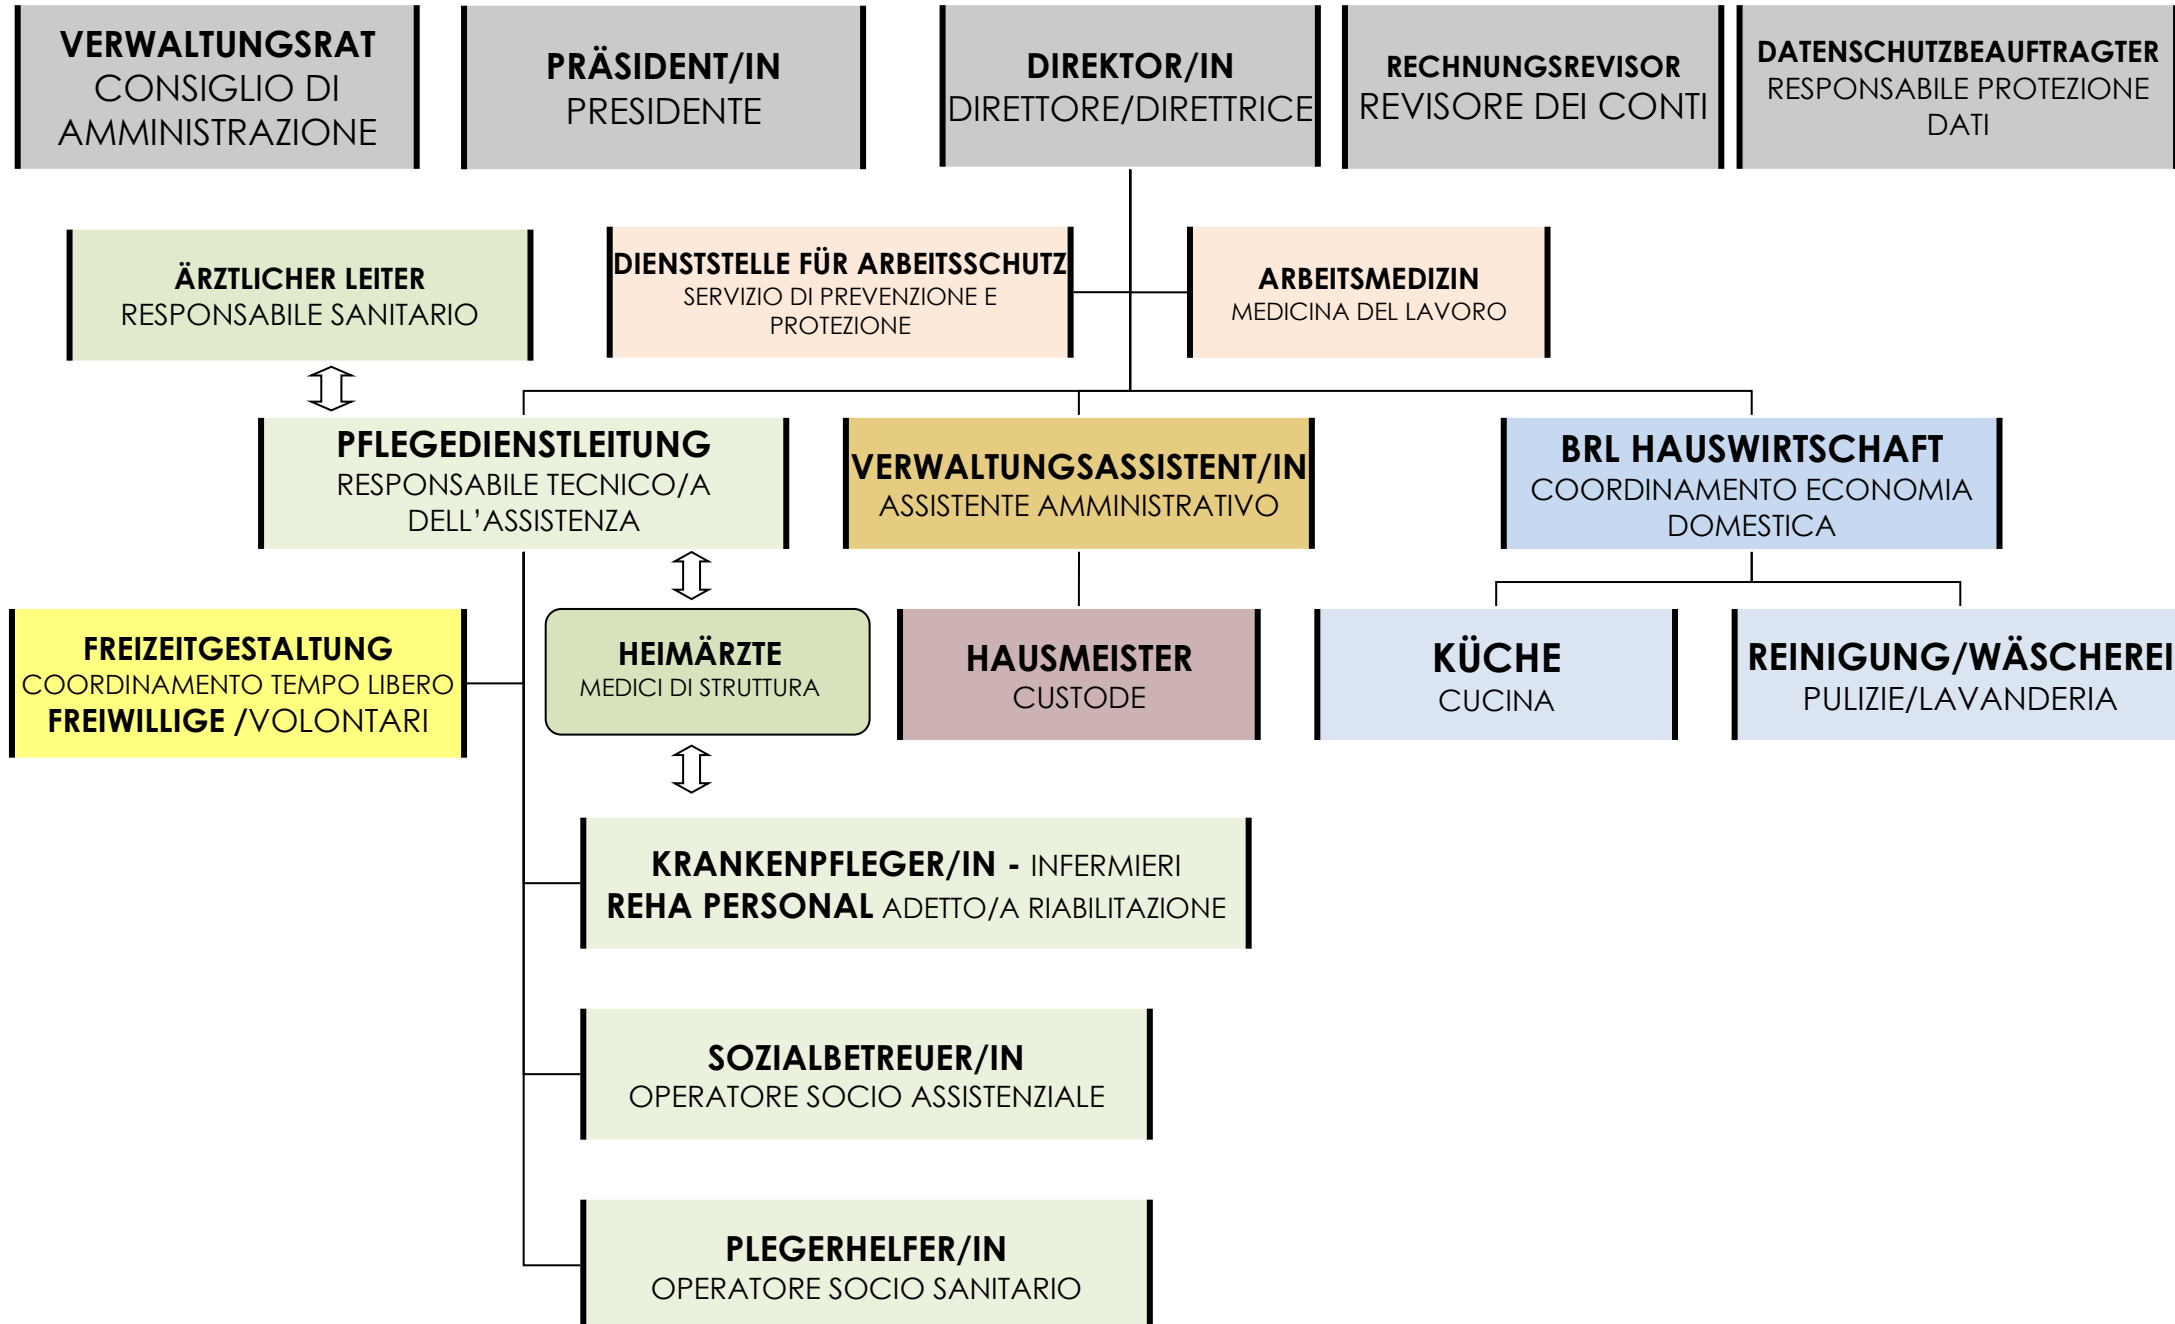 VERWALTUNGSRAT
CONSIGLIO DI
AMMINISTRAZIONE
PRÄSIDENT/IN
PRESIDENTE
DIREKTOR/IN
DIRETTORE/DIRETTRICE
RECHNUNGSREVISOR
REVISORE DEI CONTI
DATENSCHUTZBEAUFTRAGTER
RESPONSABILE PROTEZIONE
DATI
ÄRZTLICHER LEITER
RESPONSABILE SANITARIO
DIENSTSTELLE FÜR ARBEITSSCHUTZ
SERVIZIO DI PREVENZIONE E
PROTEZIONE
ARBEITSMEDIZIN
MEDICINA DEL LAVORO
PFLEGEDIENSTLEITUNG
RESPONSABILE TECNICO/A
DELL'ASSISTENZA
VERWALTUNGSASSISTENT/IN
ASSISTENTE AMMINISTRATIVO
BRL HAUSWIRTSCHAFT
COORDINAMENTO ECONOMIA
DOMESTICA
FREIZEITGESTALTUNG
COORDINAMENTO TEMPO LIBERO
FREIWILLIGE /VOLONTARI
HEIMÄRZTE
MEDICI DI STRUTTURA
HAUSMEISTER
CUSTODE
KÜCHE
CUCINA
REINIGUNG/WÄSCHEREI
PULIZIE/LAVANDERIA
KRANKENPFLEGER/IN - INFERMIERI
REHA PERSONAL ADETTO/A RIABILITAZIONE
SOZIALBETREUER/IN
OPERATORE SOCIO ASSISTENZIALE
PLEGERHELFER/IN
OPERATORE SOCIO SANITARIO